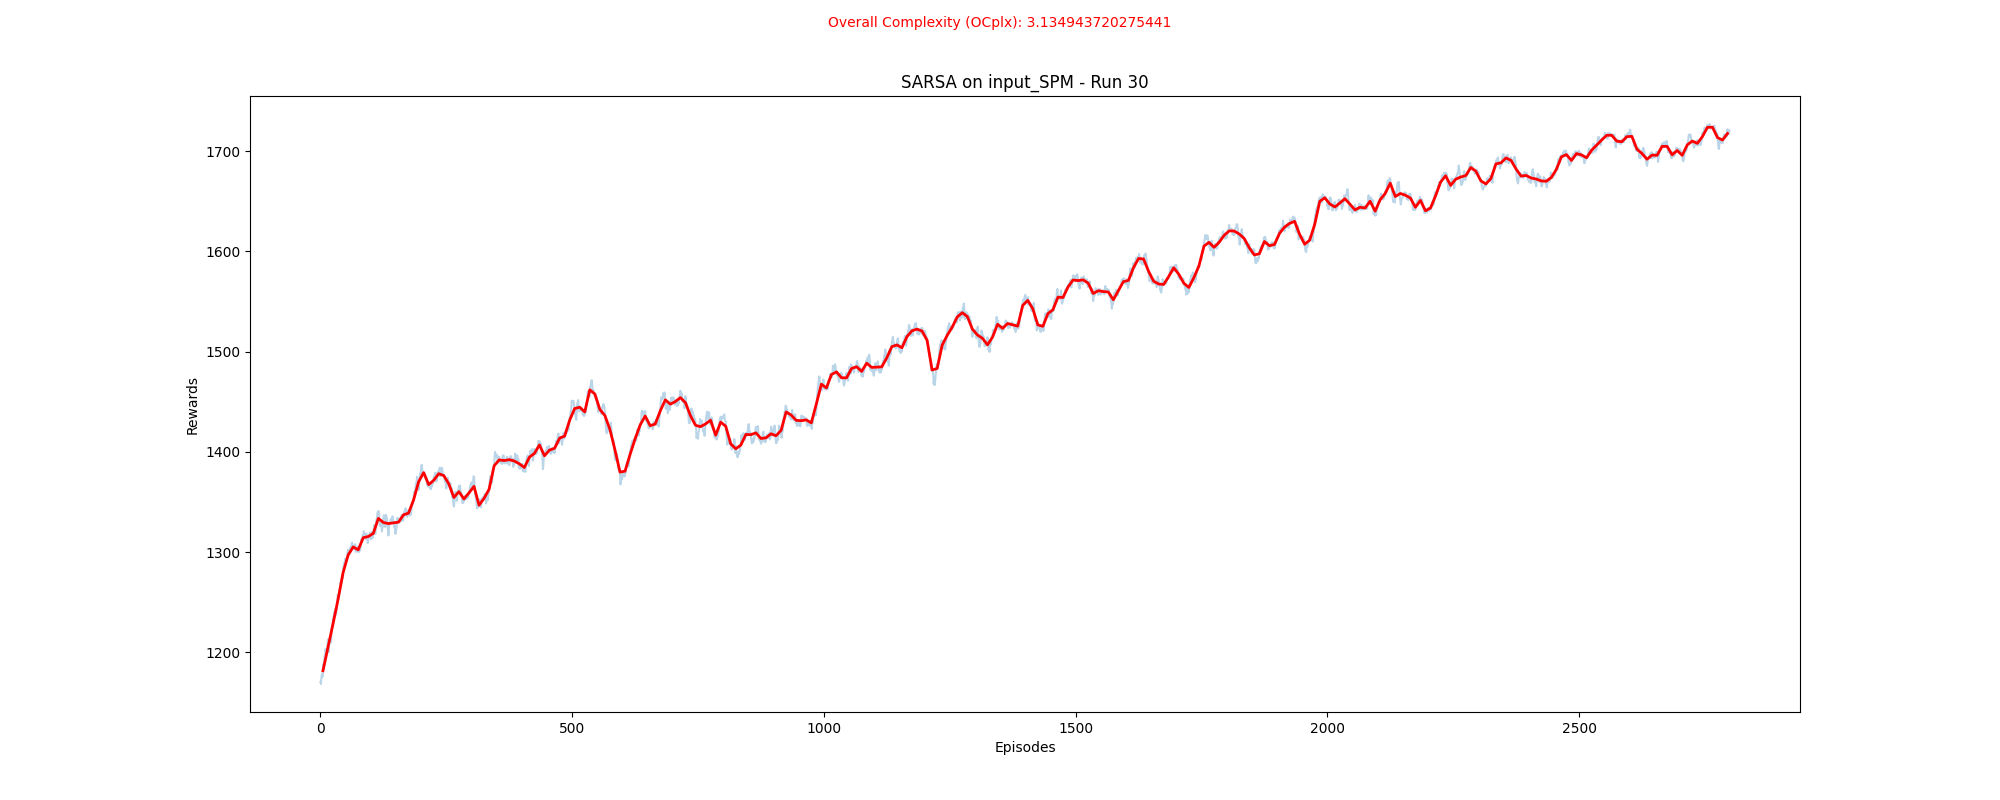 Overall Complexity (OCplx): 3.134943720275441
SARSA on input_SPM - Run 30
Rewards
1700
1600
1500
1400
1300
1200
0 500 1000 1500 2000 2500
Episodes